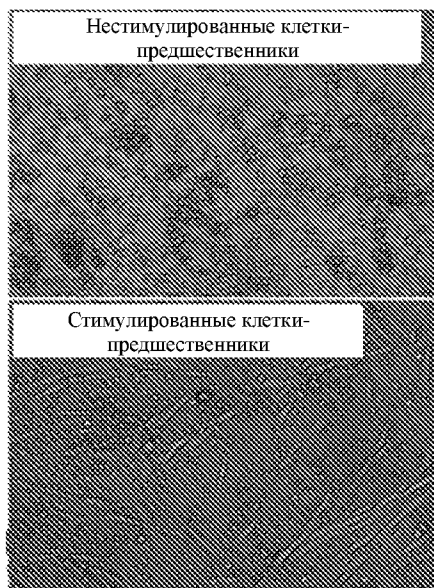 Нестимулированные клетки-
предшественники
Стимулированные клетки-
предшественники